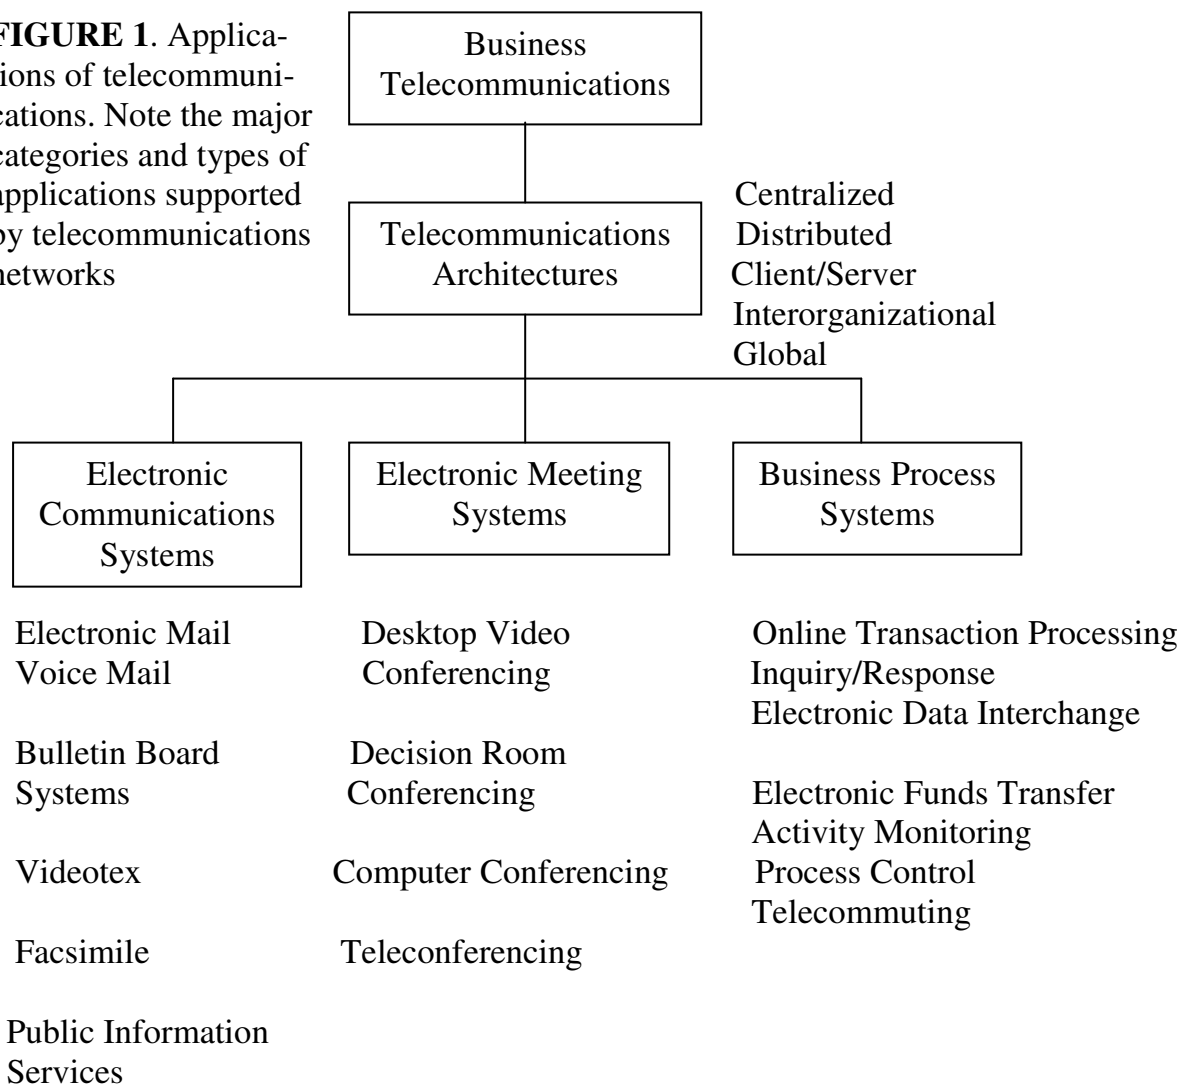 FIGURE 1. Applica-
tions of telecommuni-
cations. Note the major
categories and types of
applications supported
by telecommunications
networks
Business
Telecommunications
Telecommunications
Architectures
Centralized
Distributed
Client/Server
Interorganizational
Global
Electronic
Communications
Systems
Electronic Meeting
Systems
Business Process
Systems
Electronic Mail
Voice Mail
Bulletin Board
Systems
Videotex
Facsimile
Public Information
Services
Desktop Video
Conferencing
Decision Room
Conferencing
Computer Conferencing
Teleconferencing
Online Transaction Processing
Inquiry/Response
Electronic Data Interchange
Electronic Funds Transfer
Activity Monitoring
Process Control
Telecommuting